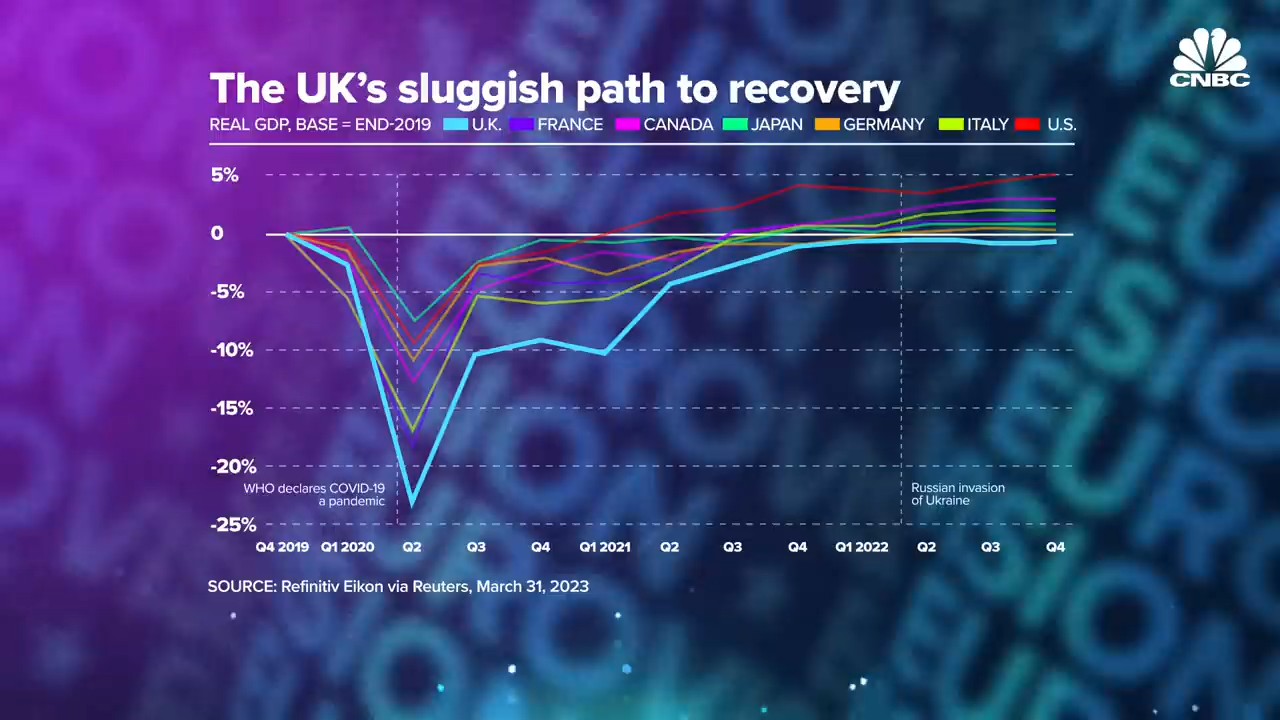 CNBC
The UK's sluggish path to recovery
REAL GDP, BASE = END-2019 U.K. FRANCE CANADA JAPAN GERMANY ITALY U.S.
5%
0
-5%
-10%
-15%
-20%
-25%
WHO declares COVID-19
a pandemic
Russian invasion
of Ukraine
Q4 2019 Q1 2020 Q2 Q3 Q4 Q1 2021 Q2 Q3 Q4 Q1 2022 Q2 Q3 Q4
SOURCE: Refinitiv Eikon via Reuters, March 31, 2023